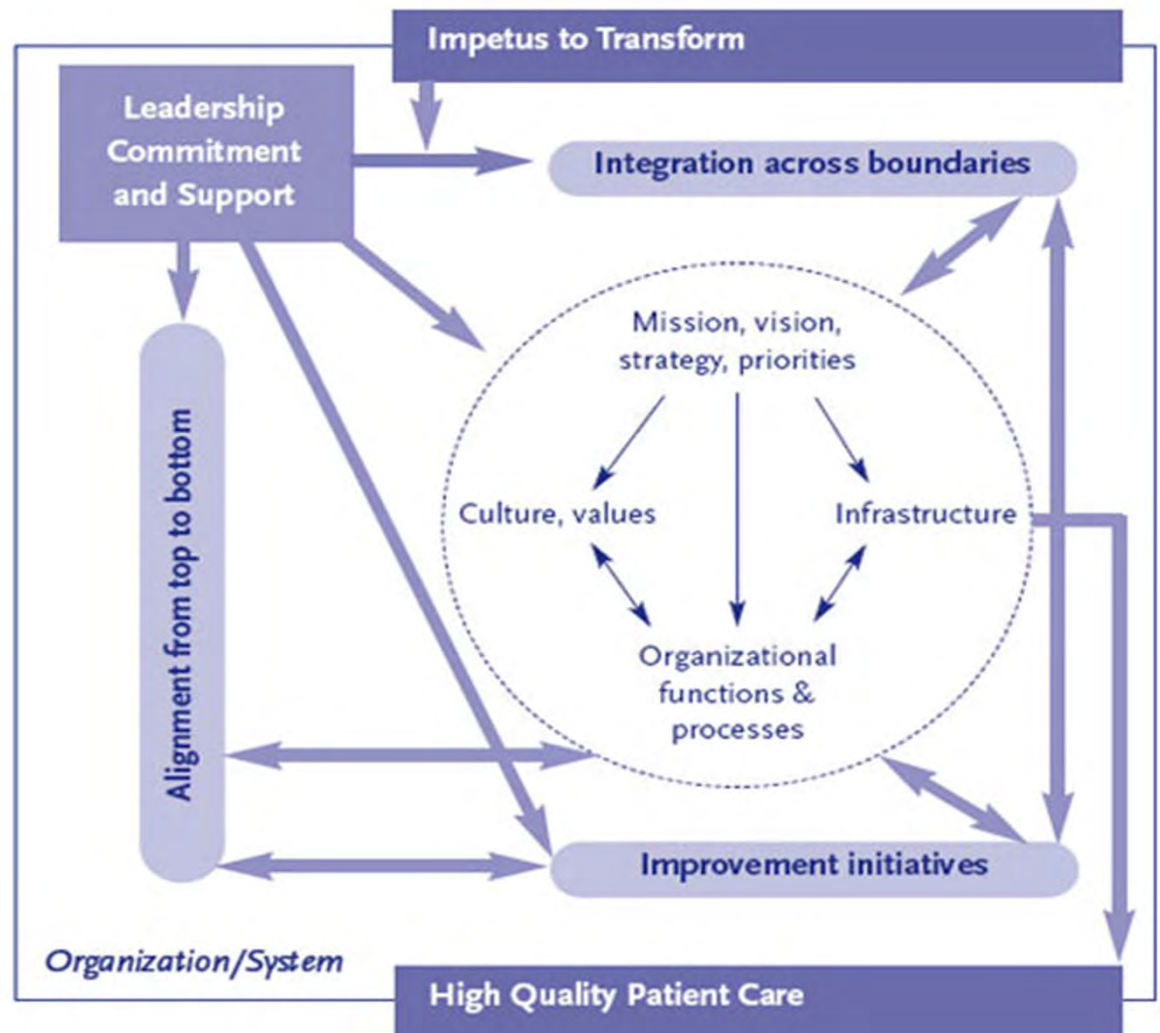 Impetus to Transform
Leadership
Commitment
and Support
Integration across boundaries
Mission, vision,
strategy, priorities
Culture, values
Infrastructure
Organizational
functions &
processes
Alignment from top to bottom
Improvement initiatives
Organization/System
High Quality Patient Care